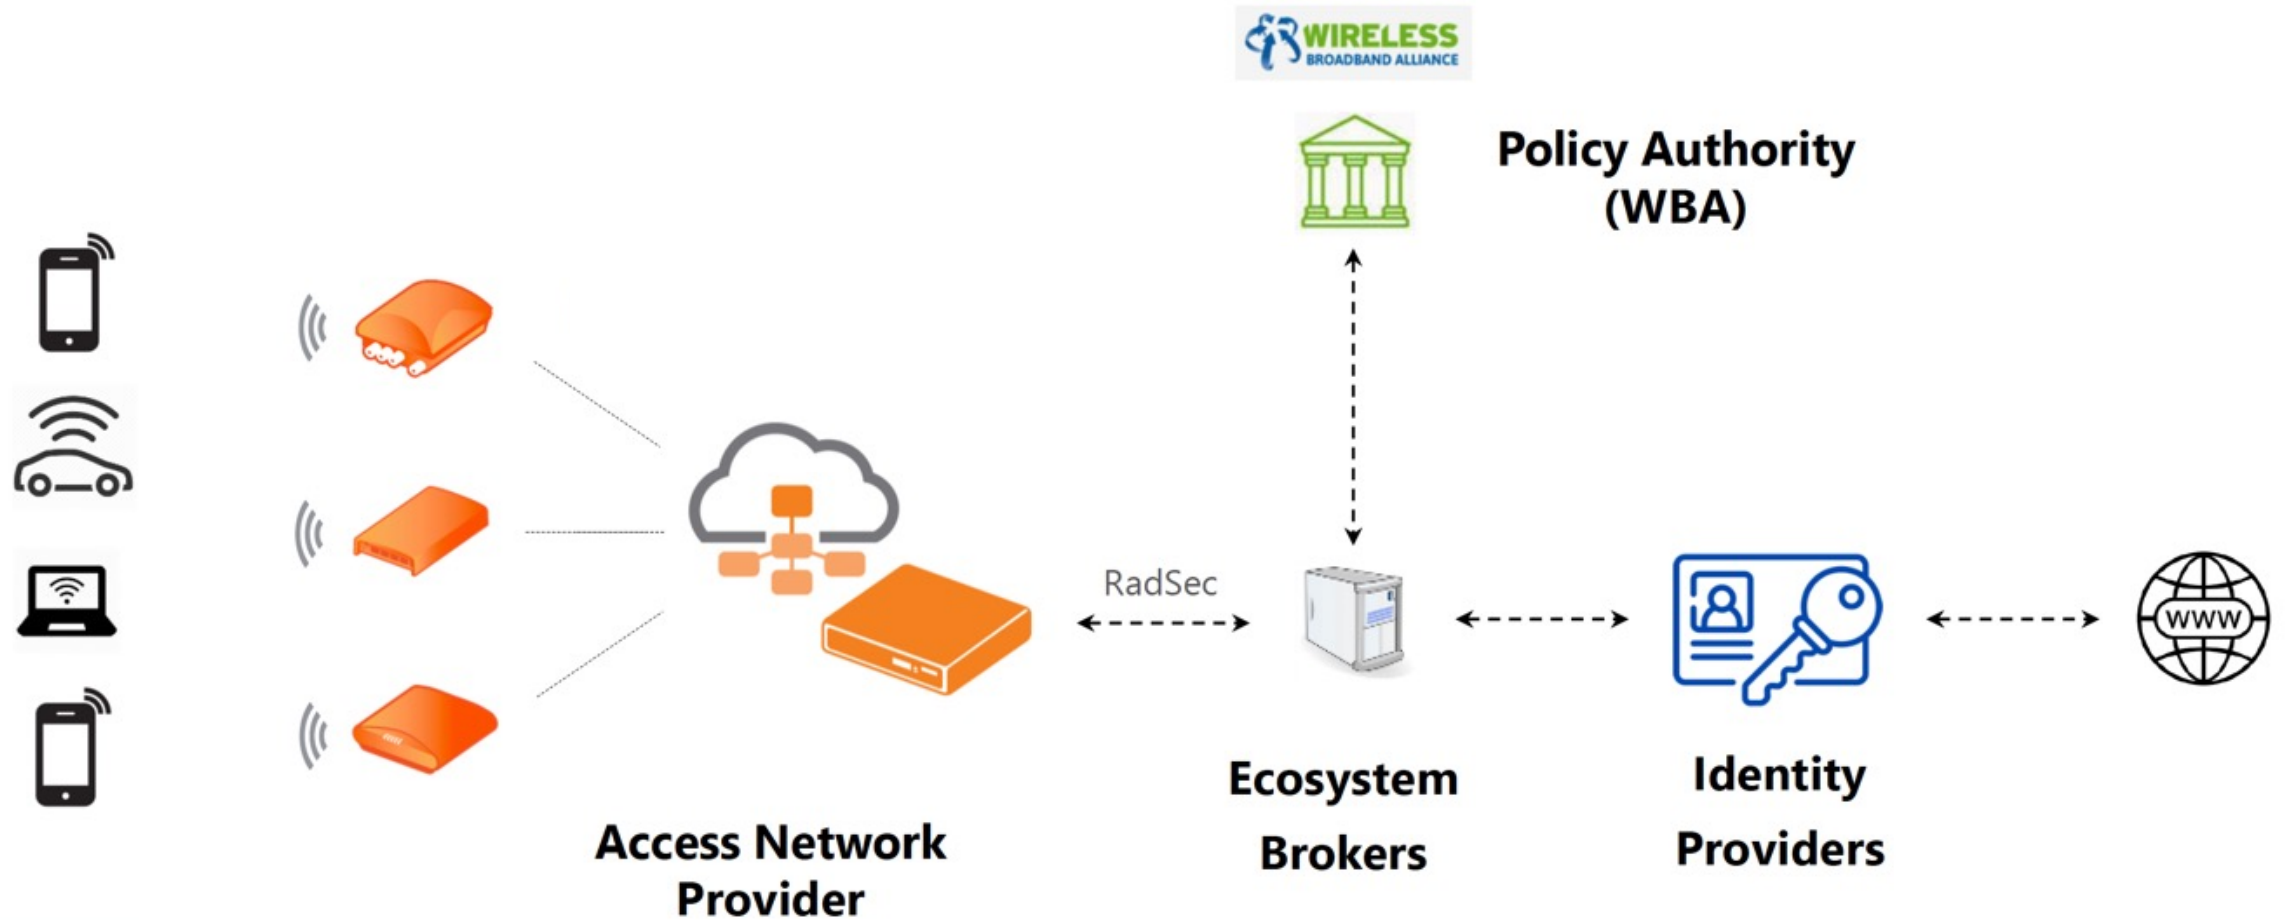 WIRELESS
BROADBAND ALLIANCE
Policy Authority
(WBA)
RadSec
www
Ecosystem
Brokers
Identity
Providers
Access Network
Provider